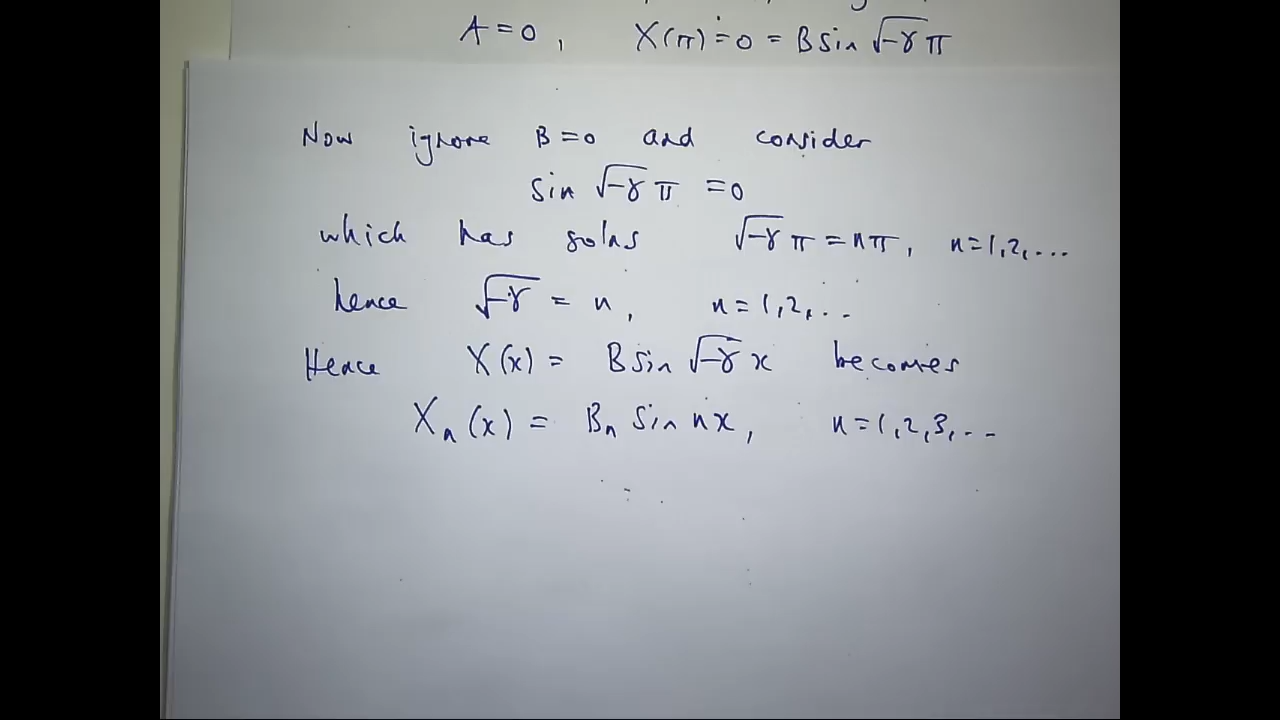 A = 0 , X(π) = 0 = B sin √-γ π
Now ignore B = 0 and consider
sin √-γ π = 0
which has solns √-γ π = nπ, n = 1, 2, ...
hence √-γ = n, n = 1, 2, ...
Hence X(x) = B sin √-γ x becomes
Xₙ(x) = Bₙ sin nx, n = 1, 2, 3, ...